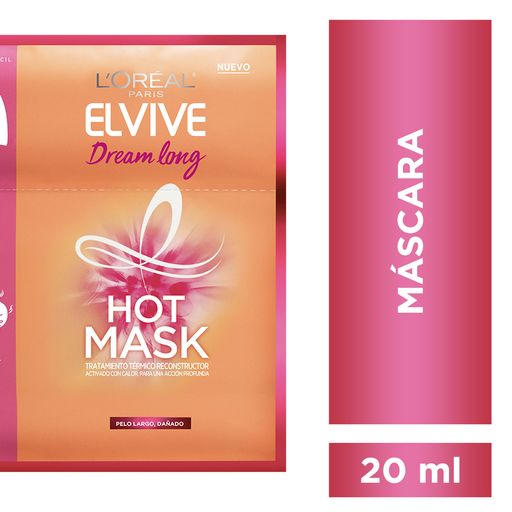 CIL
NUEVO
L'ORÉAL
PARIS
ELVIVE
Dream long
HOT
MASK
TRATAMIENTO TÉRMICO RECONSTRUCTOR
ACTIVADO CON CALOR: PARA UNA ACCIÓN PROFUNDA
PELO LARGO, DAÑADO
MÁSCARA
20 ml